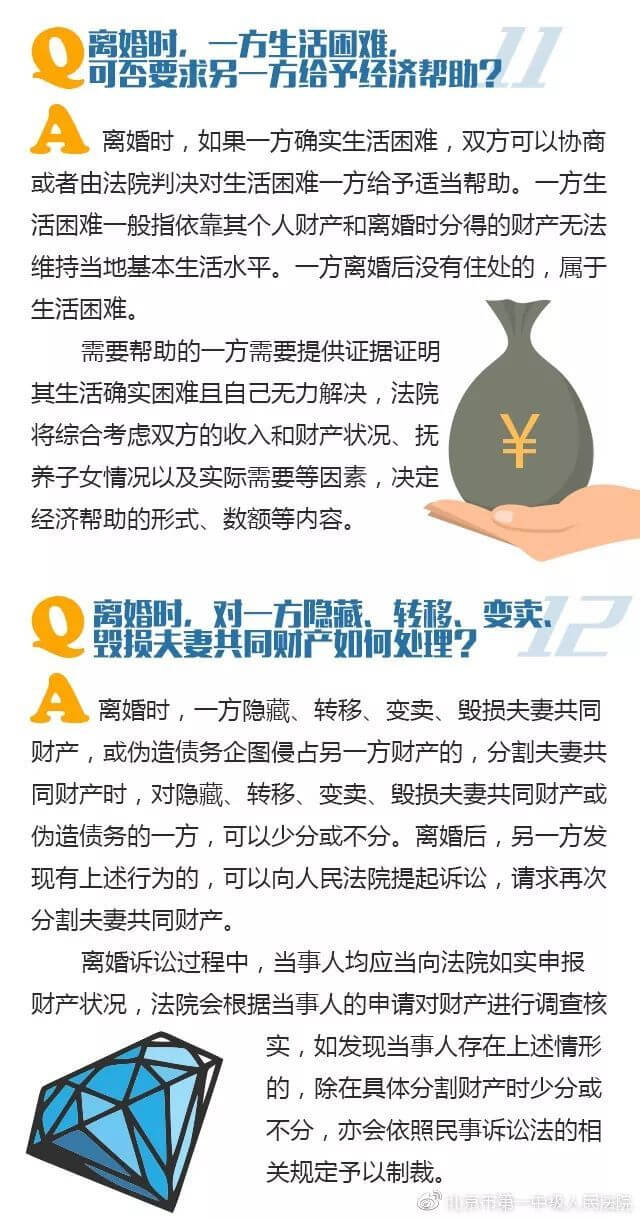 Q 离婚时，一方生活困难， 11
可否要求另一方给予经济帮助？
A 离婚时，如果一方确实生活困难，双方可以协商
或者由法院判决对生活困难一方给予适当帮助。一方生
活困难一般指依靠其个人财产和离婚时分得的财产无法
维持当地基本生活水平。一方离婚后没有住处的，属于
生活困难。
需要帮助的一方需要提供证据证明
其生活确实困难且自己无力解决，法院
将综合考虑双方的收入和财产状况、抚
养子女情况以及实际需要等因素，决定
经济帮助的形式、数额等内容。
¥
Q 离婚时，对一方隐藏、转移、变卖、 12
毁损夫妻共同财产如何处理？
A 离婚时，一方隐藏、转移、变卖、毁损夫妻共同
财产，或伪造债务企图侵占另一方财产的，分割夫妻共
同财产时，对隐藏、转移、变卖、毁损夫妻共同财产或
伪造债务的一方，可以少分或不分。离婚后，另一方发
现有上述行为的，可以向人民法院提起诉讼，请求再次
分割夫妻共同财产。
离婚诉讼过程中，当事人均应当向法院如实申报
财产状况，法院会根据当事人的申请对财产进行调查核
实，如发现当事人存在上述情形
的，除在具体分割财产时少分或
不分，亦会依照民事诉讼法的相
关规定予以制裁。
北京市第一中级人民法院